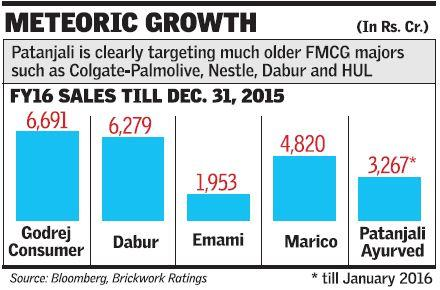 METEORIC GROWTH (In Rs. Cr.)
Patanjali is clearly targeting much older FMCG majors
such as Colgate-Palmolive, Nestle, Dabur and HUL
FY16 SALES TILL DEC. 31, 2015
6,691
6,279
1,953
4,820
3,267*
Godrej
Consumer
Dabur
Emami
Marico
Patanjali
Ayurved
Source: Bloomberg, Brickwork Ratings
* till January 2016